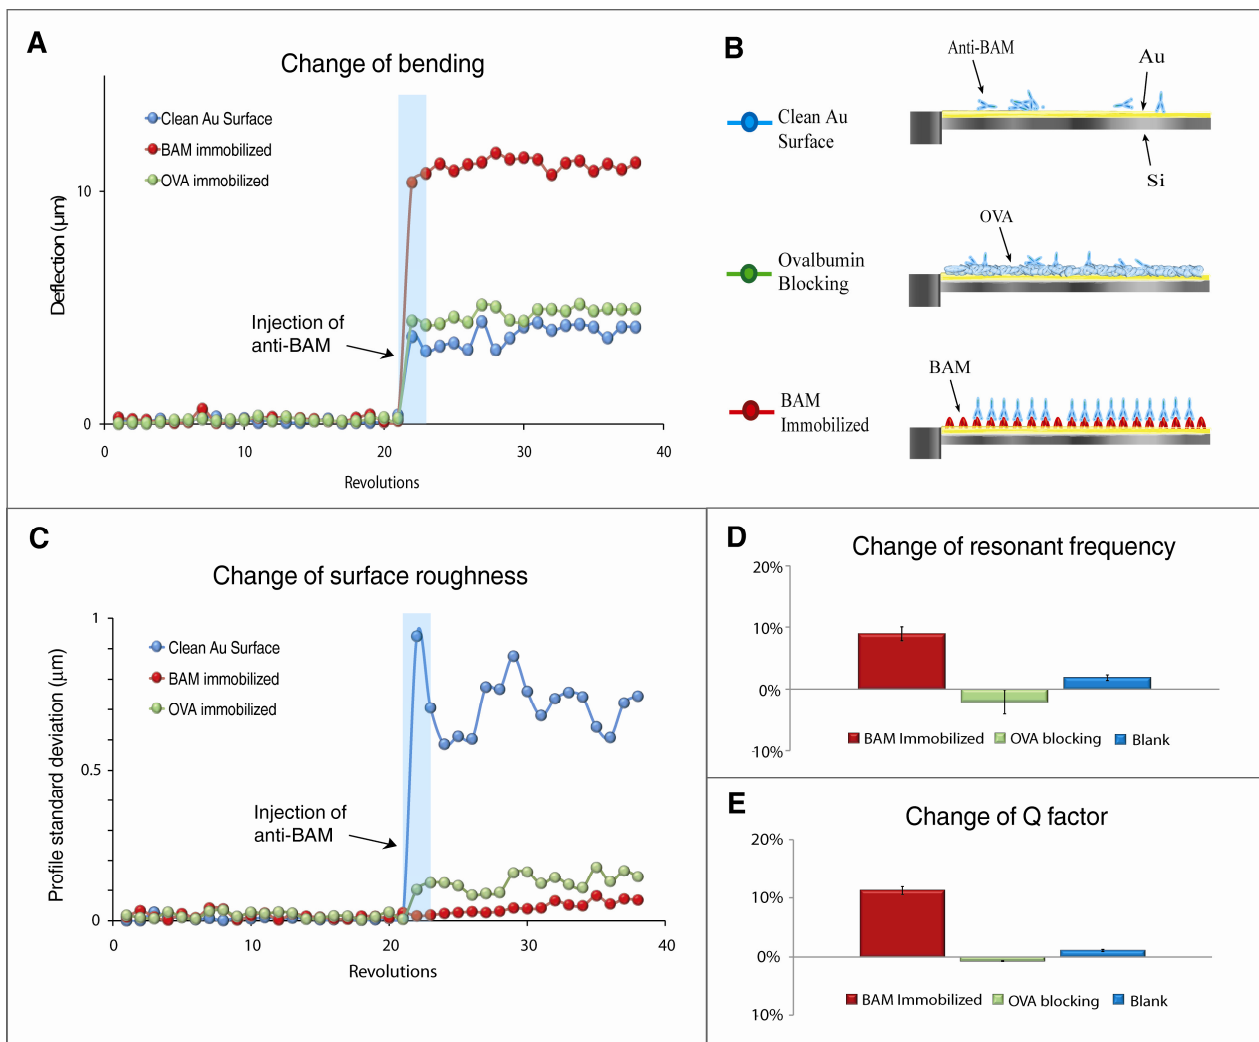 A
Change of bending
Clean Au Surface
BAM immobilized
OVA immobilized
10
0
Deflection (µm)
Injection of
anti-BAM
0
10
20
30
40
Revolutions
B
Anti-BAM
Au
Clean Au
Surface
Si
OVA
Ovalbumin
Blocking
BAM
BAM
Immobilized
C
Change of surface roughness
1
0.5
0
Profile standard deviation (µm)
Clean Au Surface
BAM immobilized
OVA immobilized
Injection of
anti-BAM
0
10
20
30
40
Revolutions
D
Change of resonant frequency
20%
10%
0%
-10%
BAM Immobilized
OVA blocking
Blank
E
Change of Q factor
20%
10%
0%
10%
BAM Immobilized
OVA blocking
Blank